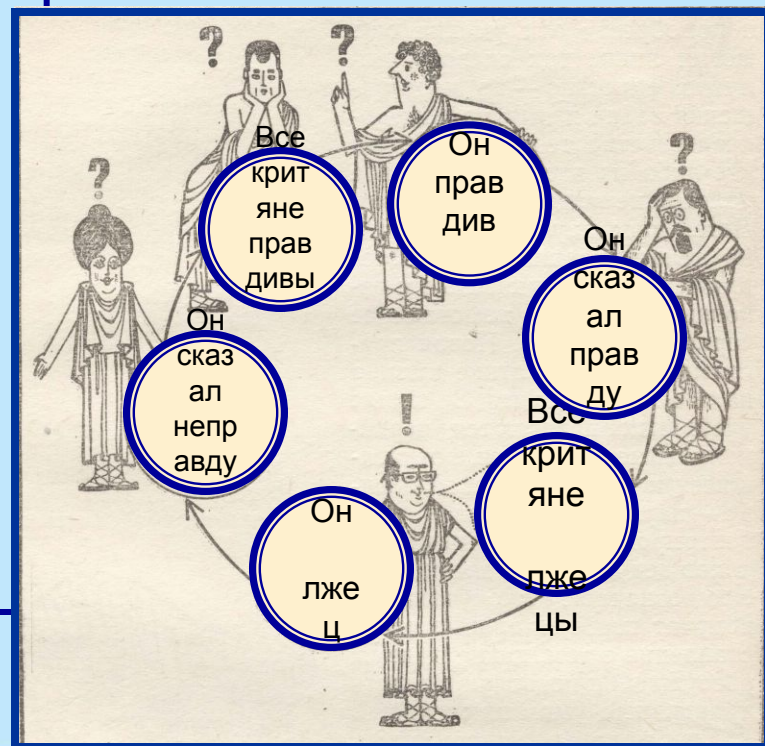 ?
?
?
?
!
Все
крит
яне
прав
дивы
Он
прав
див
Он
сказ
ал
прав
ду
Все
крит
яне
лже
цы
Он
лже
ц
Он
сказ
ал
непр
авду